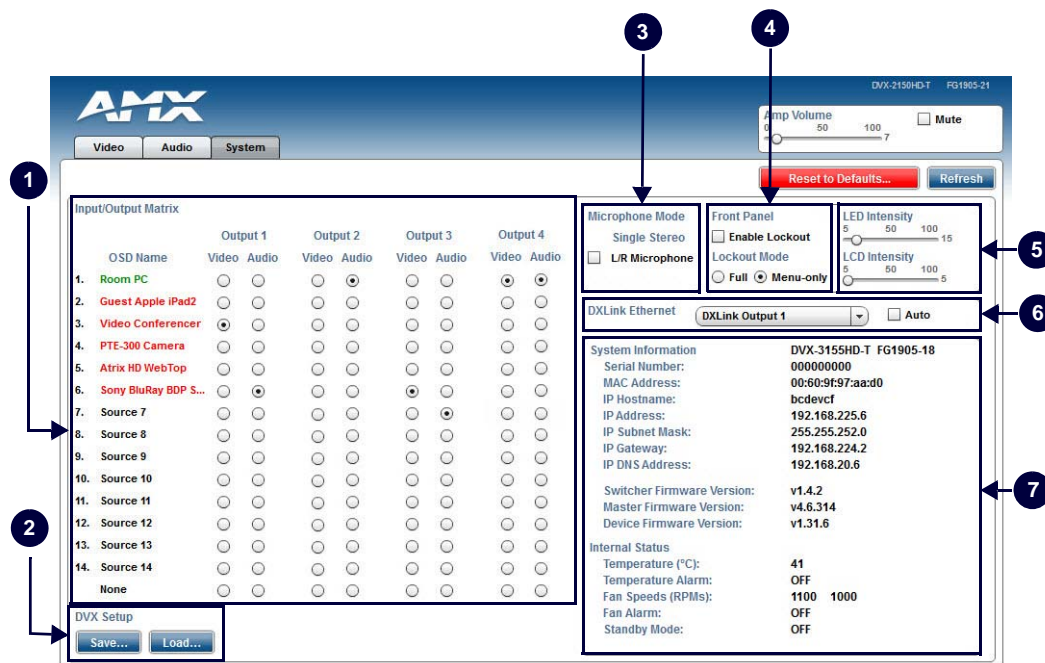 3
4
DVX-2150HD-T FG1905-21
AMX
Amp Volume
0 50 100
7
Mute
Video Audio System
Reset to Defaults... Refresh
1
Input/Output Matrix
Output 1 Output 2 Output 3 Output 4
OSD Name Video Audio Video Audio Video Audio Video Audio
1. Room PC
2. Guest Apple iPad2
3. Video Conferencer
4. PTE-300 Camera
5. Atrix HD WebTop
6. Sony BluRay BDP S...
7. Source 7
8. Source 8
9. Source 9
10. Source 10
11. Source 11
12. Source 12
13. Source 13
14. Source 14
None
2
DVX Setup
Save... Load...
Microphone Mode
Single Stereo
L/R Microphone
Front Panel
Enable Lockout
Lockout Mode
Full Menu-only
LED Intensity
5 50 100
15
LCD Intensity
5 50 100
5
5
DXLink Ethernet DXLink Output 1 Auto
6
System Information DVX-3155HD-T FG1905-18
Serial Number: 000000000
MAC Address: 00:60:9f:97:aa:d0
IP Hostname: bcdevcf
IP Address: 192.168.225.6
IP Subnet Mask: 255.255.252.0
IP Gateway: 192.168.224.2
IP DNS Address: 192.168.20.6
Switcher Firmware Version: v1.4.2
Master Firmware Version: v4.6.314
Device Firmware Version: v1.31.6
7
Internal Status
Temperature (°C): 41
Temperature Alarm: OFF
Fan Speeds (RPMs): 1100 1000
Fan Alarm: OFF
Standby Mode: OFF